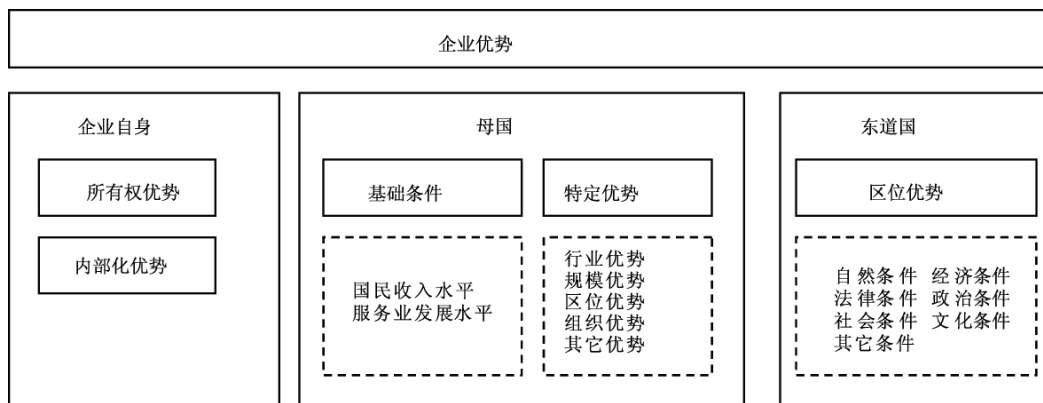 企业优势
企业自身
所有权优势
内部化优势
母国
基础条件
国民收入水平
服务业发展水平
特定优势
行业优势
规模优势
区位优势
组织优势
其它优势
东道国
区位优势
自然条件 经济条件
法律条件 政治条件
社会条件 文化条件
其它条件